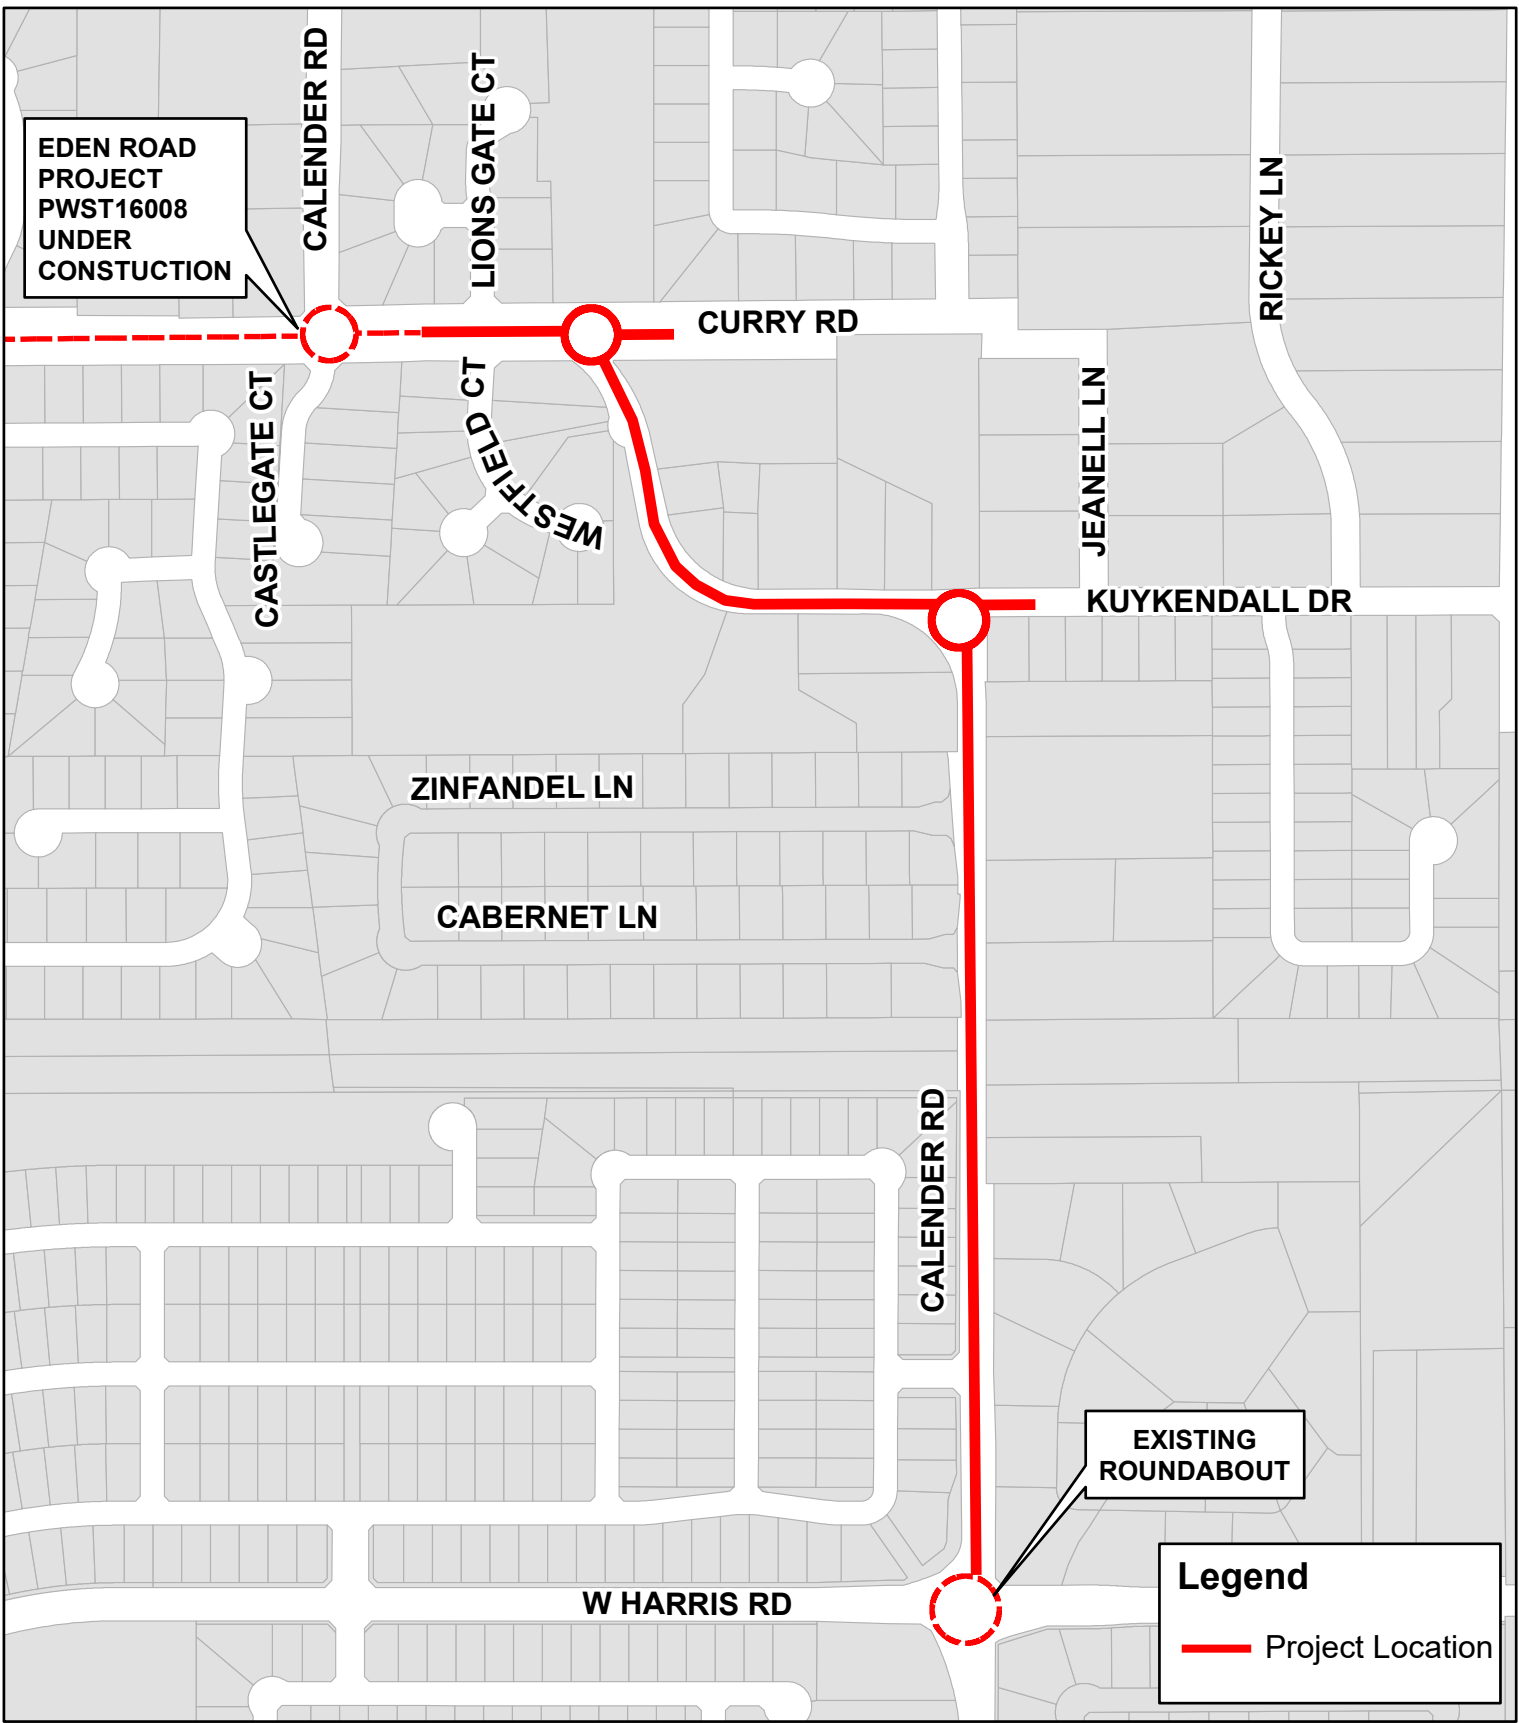 CALENDER RD
LIONS GATE CT
EDEN ROAD
PROJECT
PWST16008
UNDER
CONSTUCTION
RICKEY LN
CURRY RD
CASTLEGATE CT
WESTFIELD CT
JEANELL LN
KUYKENDALL DR
ZINFANDEL LN
CABERNET LN
CALENDER RD
EXISTING
ROUNDABOUT
W HARRIS RD
Legend
Project Location